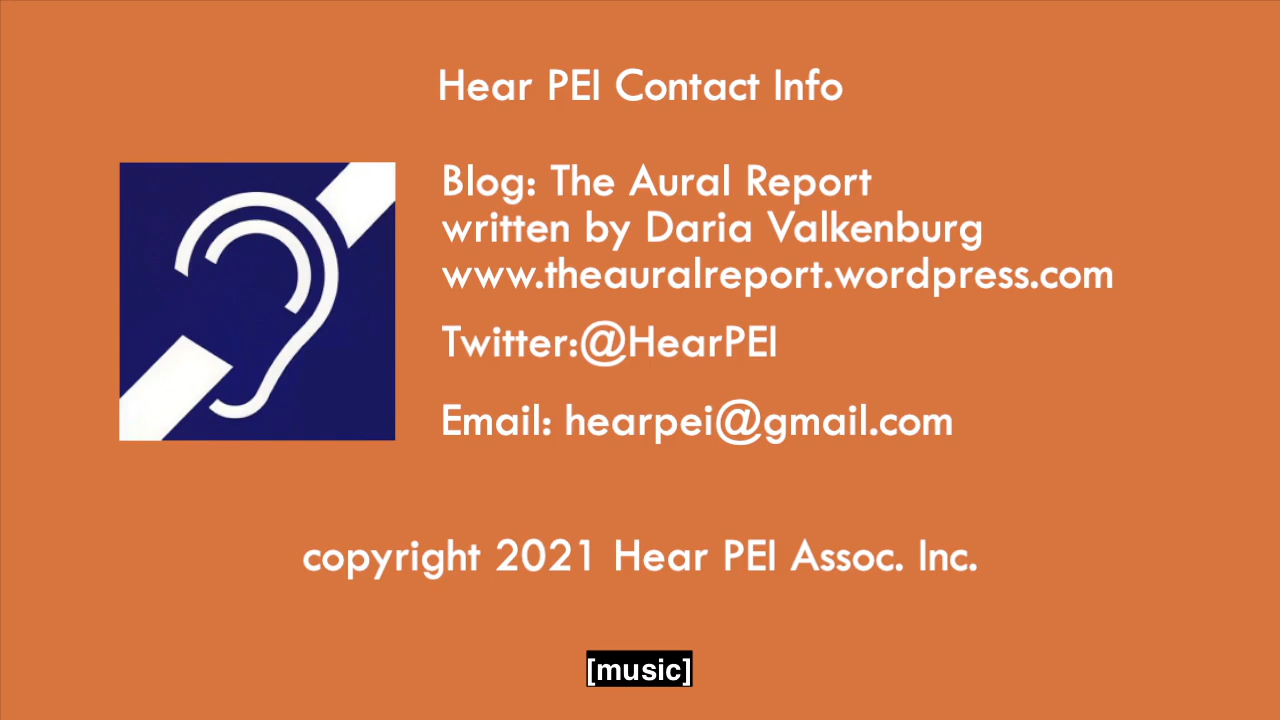 Hear PEI Contact Info
Blog: The Aural Report
written by Daria Valkenburg
www.theauralreport.wordpress.com
Twitter:@HearPEI
Email: hearpei@gmail.com
copyright 2021 Hear PEI Assoc. Inc.
[music]